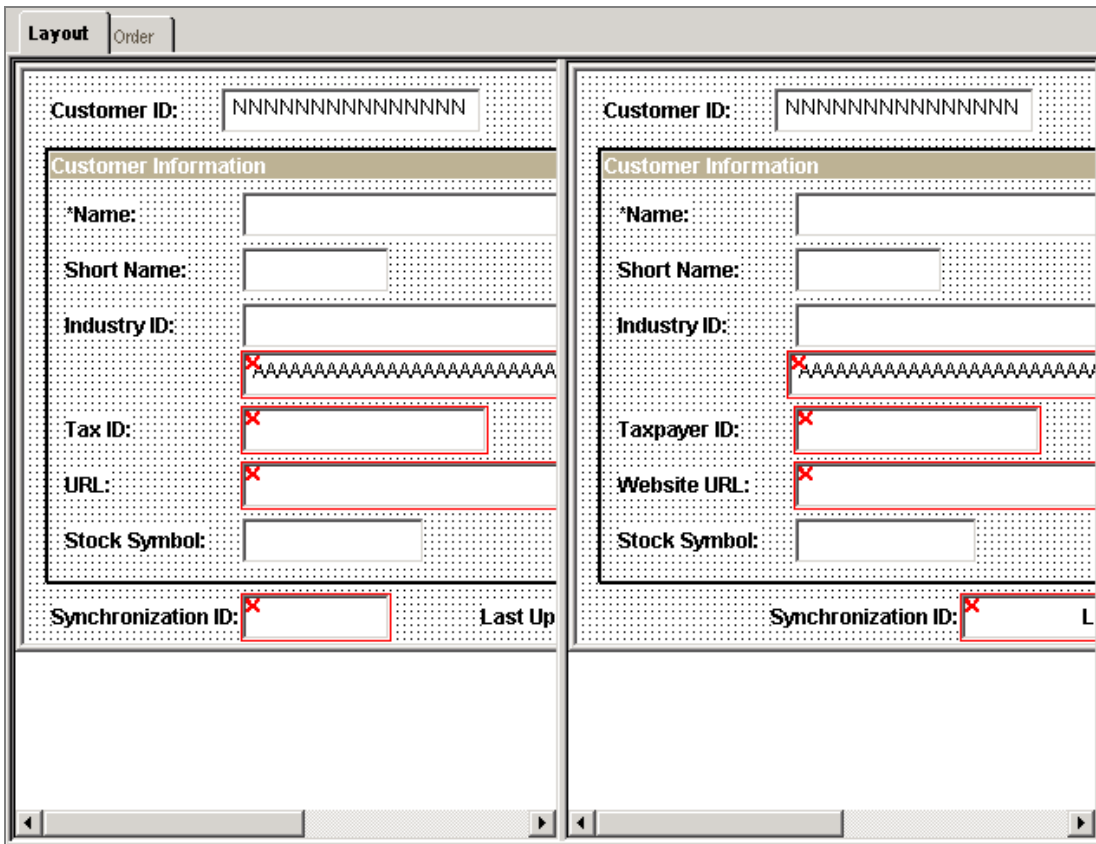 Layout
Order
Customer ID:
NNNNNNNNNNNNNNN
Customer Information
*Name:
Short Name:
Industry ID:
AAAAAAAAAAAAAAAAAAAAAAAA
Tax ID:
URL:
Stock Symbol:
Synchronization ID:
Last Up
Customer ID:
NNNNNNNNNNNNNNN
Customer Information
*Name:
Short Name:
Industry ID:
AAAAAAAAAAAAAAAAAAAAAAAA
Taxpayer ID:
Website URL:
Stock Symbol:
Synchronization ID:
L